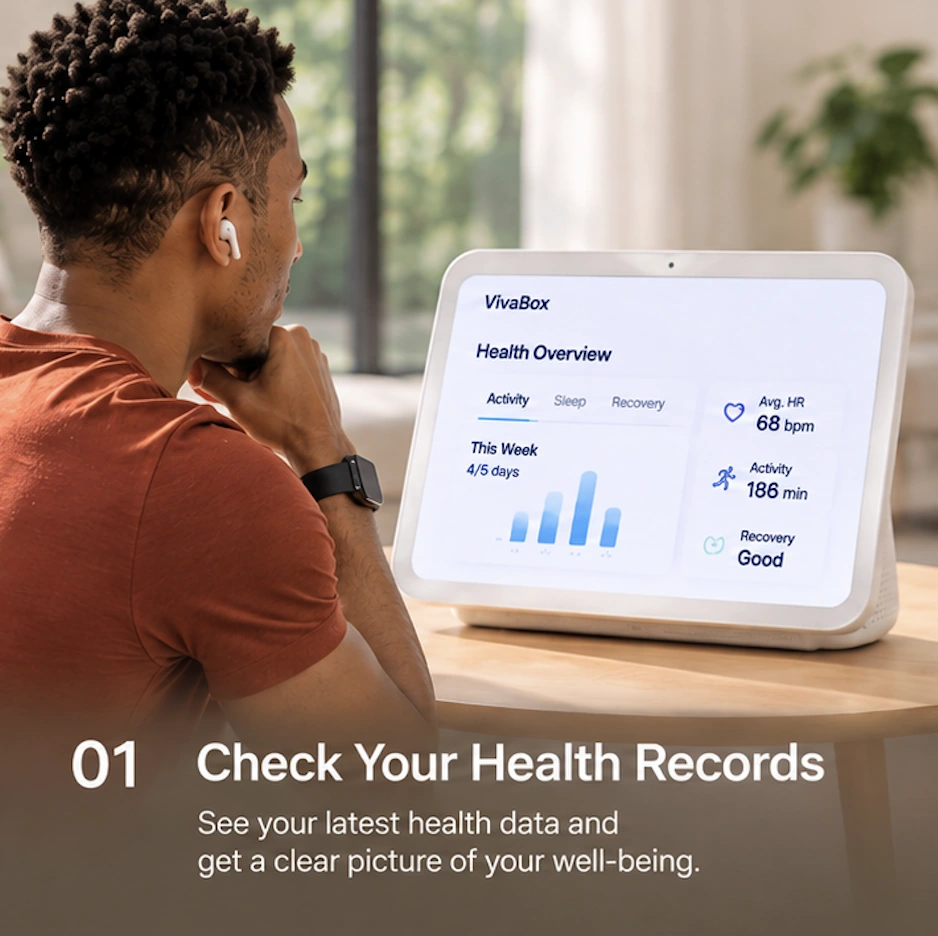 VivaBox
Health Overview
Activity Sleep Recovery
This Week
4/5 days
Avg. HR
68 bpm
Activity
186 min
Recovery
Good
01 Check Your Health Records
See your latest health data and
get a clear picture of your well-being.